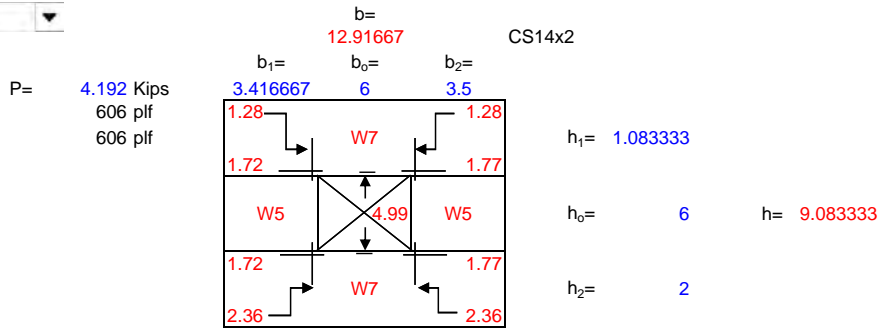 b=
12.91667 CS14x2
b₁= bₒ= b₂=
P= 4.192 Kips 3.416667 6 3.5
606 plf 1.28 1.28
606 plf W7 h₁= 1.083333
1.72 1.77
W5 4.99 W5 hₒ= 6 h= 9.083333
1.72 1.77
W7 h₂= 2
2.36 2.36